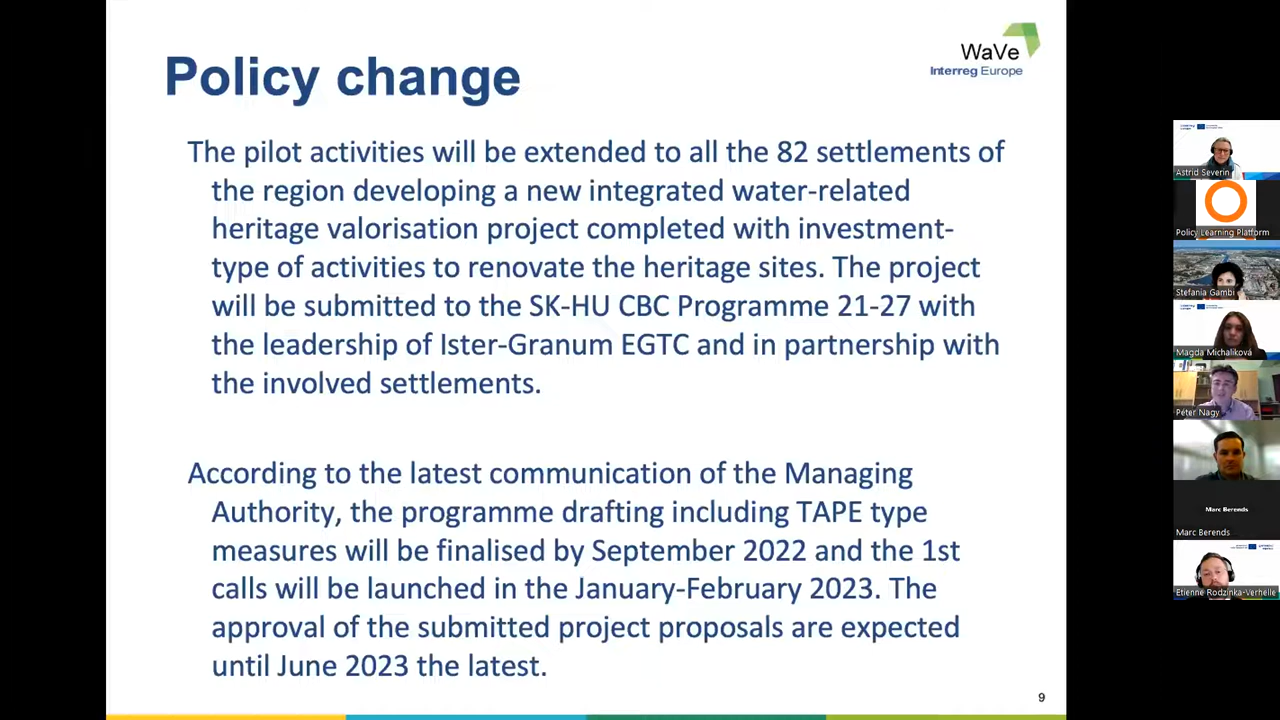 Policy change
WaVe
Interreg Europe
The pilot activities will be extended to all the 82 settlements of
the region developing a new integrated water-related
heritage valorisation project completed with investment-
type of activities to renovate the heritage sites. The project
will be submitted to the SK-HU CBC Programme 21-27 with
the leadership of Ister-Granum EGTC and in partnership with
the involved settlements.
According to the latest communication of the Managing
Authority, the programme drafting including TAPE type
measures will be finalised by September 2022 and the 1st
calls will be launched in the January-February 2023. The
approval of the submitted project proposals are expected
until June 2023 the latest.
9
Astrid Severin
Policy Learning Platform
Stefania Gambi
Magda Michaliková
Péter Nagy
Marc Berends
Marc Berends
Etienne Rodzinka-Verhelle